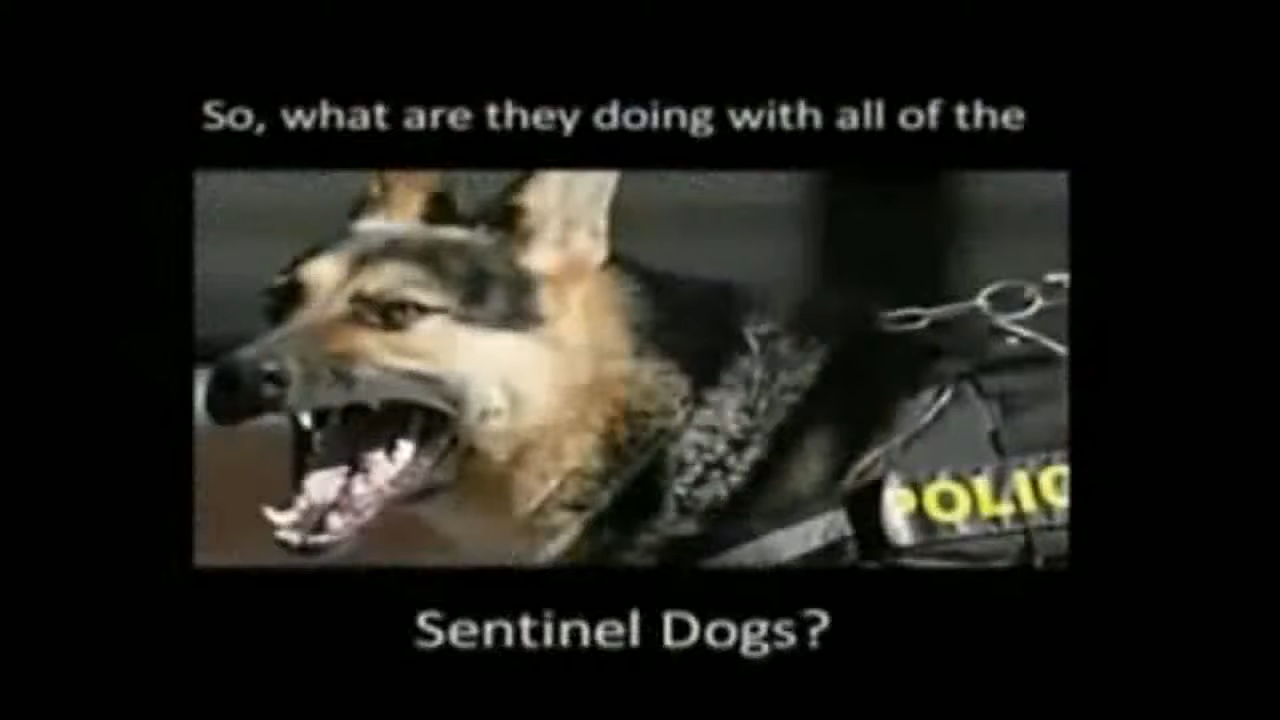 So, what are they doing with all of the
POLIC
Sentinel Dogs?